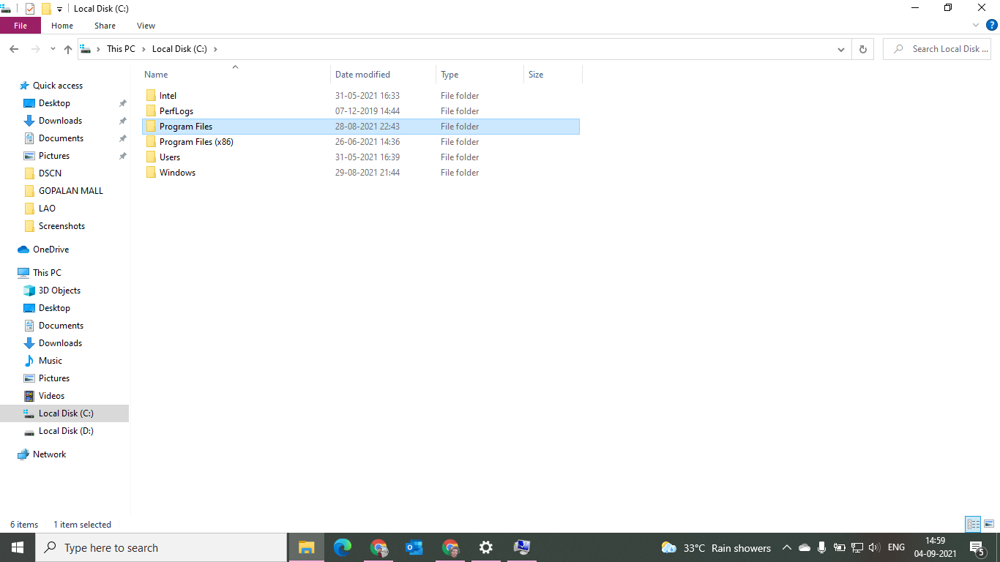 Local Disk (C:)
File Home Share View
This PC Local Disk (C:) Search Local Disk ...
Name Date modified Type Size
Intel 31-05-2021 16:33 File folder
PerfLogs 07-12-2019 14:44 File folder
Program Files 28-08-2021 22:43 File folder
Program Files (x86) 26-06-2021 14:36 File folder
Users 31-05-2021 16:39 File folder
Windows 29-08-2021 21:44 File folder
Quick access
Desktop
Downloads
Documents
Pictures
DSCN
GOPALAN MALL
LAO
Screenshots
OneDrive
This PC
3D Objects
Desktop
Documents
Downloads
Music
Pictures
Videos
Local Disk (C:)
Local Disk (D:)
Network
6 items 1 item selected
Type here to search
33°C Rain showers
ENG
14:59
04-09-2021
5